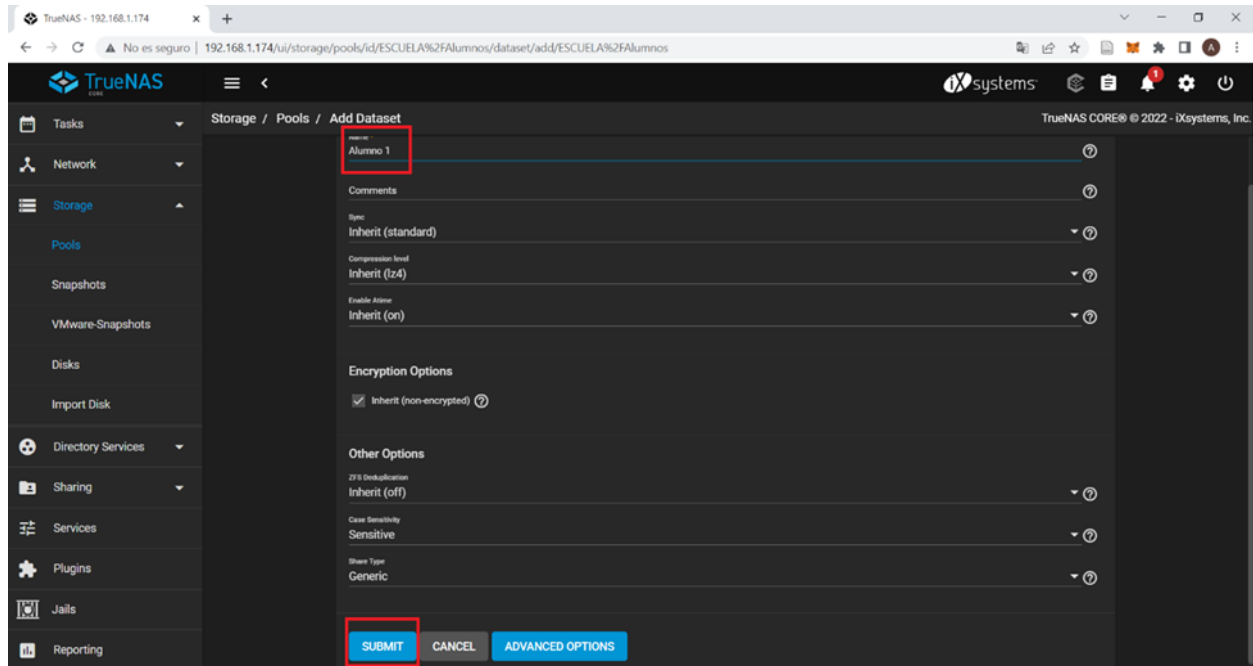 TrueNAS - 192.168.1.174
No es seguro | 192.168.1.174/ui/storage/pools/id/ESCUELA%2FAlumnos/dataset/add/ESCUELA%2FAlumnos
A
TrueNAS
CORE
iX systems
1
Storage / Pools / Add Dataset
TrueNAS CORE® © 2022 - iXsystems, Inc.
Tasks
Network
Storage
Pools
Snapshots
VMware-Snapshots
Disks
Import Disk
Directory Services
Sharing
Services
Plugins
Jails
Reporting
Name *
Alumno 1
Comments
Sync
Inherit (standard)
Compression level
Inherit (lz4)
Enable Atime
Inherit (on)
Encryption Options
Inherit (non-encrypted)
Other Options
ZFS Deduplication
Inherit (off)
Case Sensitivity
Sensitive
Share Type
Generic
SUBMIT CANCEL ADVANCED OPTIONS